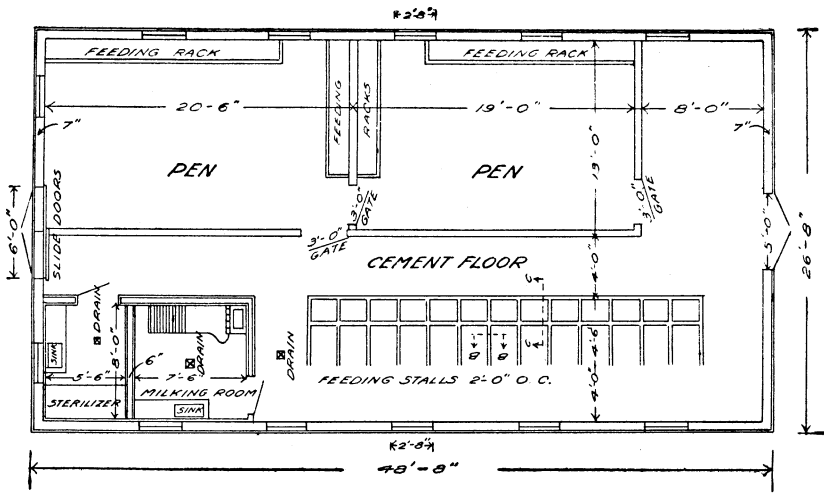 2'-8"
FEEDING RACK
FEEDING RACK
FEEDING
RACKS
20-6"
19'-0"
8'-0"
7"
7"
PEN
PEN
13'-0"
3'-0"
GATE
3'-0"
GATE
3'-0"
GATE
SLIDE DOORS
6'-0"
5'-0"
26'-8"
CEMENT FLOOR
4'-0"
C
C
B
B
DRAIN
8'-0"
DRAIN
DRAIN
SINK
5'-6"
6"
7'-6"
4'-6"
4'-0"
FEEDING STALLS 2'-0" O.C.
STERILIZER
MILKING ROOM
SINK
2'-8"
48'-8"